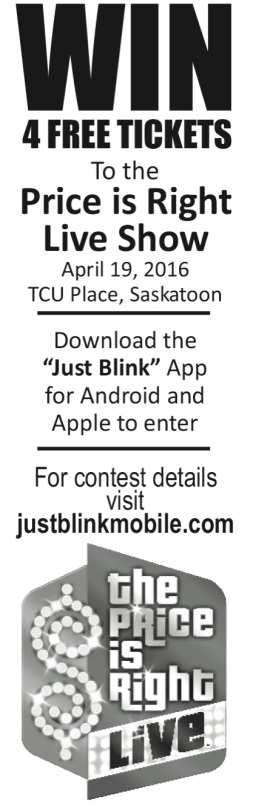 WIN
4 FREE TICKETS
To the
Price is Right
Live Show
April 19, 2016
TCU Place, Saskatoon
Download the
“Just Blink” App
for Android and
Apple to enter
For contest details
visit
justblinkmobile.com
the
PRice
is
Right
LiVe